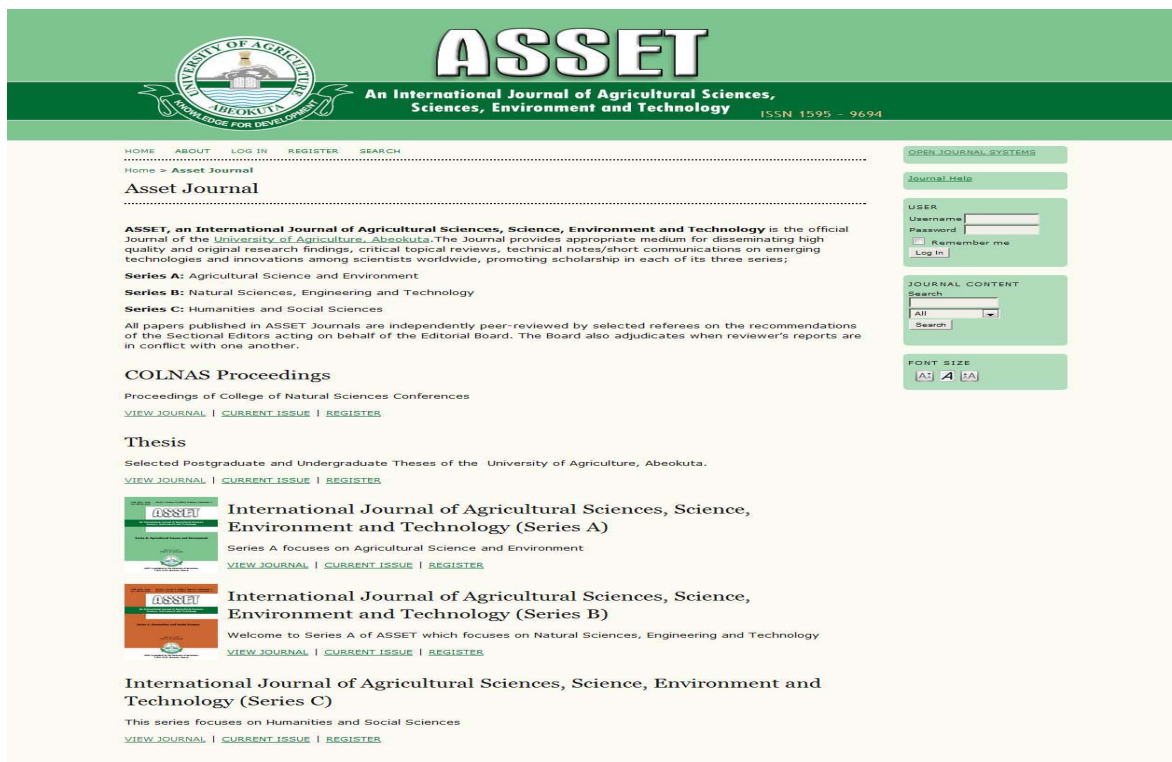 UNIVERSITY OF AGRICULTURE
ABEOKUTA
KNOWLEDGE FOR DEVELOPMENT
ASSET
An International Journal of Agricultural Sciences,
Sciences, Environment and Technology
ISSN 1595 - 9694
HOME ABOUT LOG IN REGISTER SEARCH
Home > Asset Journal
Asset Journal
ASSET, an International Journal of Agricultural Sciences, Science, Environment and Technology is the official
Journal of the University of Agriculture, Abeokuta.The Journal provides appropriate medium for disseminating high
quality and original research findings, critical topical reviews, technical notes/short communications on emerging
technologies and innovations among scientists worldwide, promoting scholarship in each of its three series;
Series A: Agricultural Science and Environment
Series B: Natural Sciences, Engineering and Technology
Series C: Humanities and Social Sciences
All papers published in ASSET Journals are independently peer-reviewed by selected referees on the recommendations
of the Sectional Editors acting on behalf of the Editorial Board. The Board also adjudicates when reviewer's reports are
in conflict with one another.
COLNAS Proceedings
Proceedings of College of Natural Sciences Conferences
VIEW JOURNAL | CURRENT ISSUE | REGISTER
Thesis
Selected Postgraduate and Undergraduate Theses of the University of Agriculture, Abeokuta.
VIEW JOURNAL | CURRENT ISSUE | REGISTER
ASSET
International Journal of Agricultural Sciences, Science,
Environment and Technology (Series A)
Series A focuses on Agricultural Science and Environment
VIEW JOURNAL | CURRENT ISSUE | REGISTER
ASSET
International Journal of Agricultural Sciences, Science,
Environment and Technology (Series B)
Welcome to Series A of ASSET which focuses on Natural Sciences, Engineering and Technology
VIEW JOURNAL | CURRENT ISSUE | REGISTER
International Journal of Agricultural Sciences, Science, Environment and
Technology (Series C)
This series focuses on Humanities and Social Sciences
VIEW JOURNAL | CURRENT ISSUE | REGISTER
OPEN JOURNAL SYSTEMS
Journal Help
USER
Username
Password
Remember me
Log In
JOURNAL CONTENT
Search
All
Search
FONT SIZE
A A A